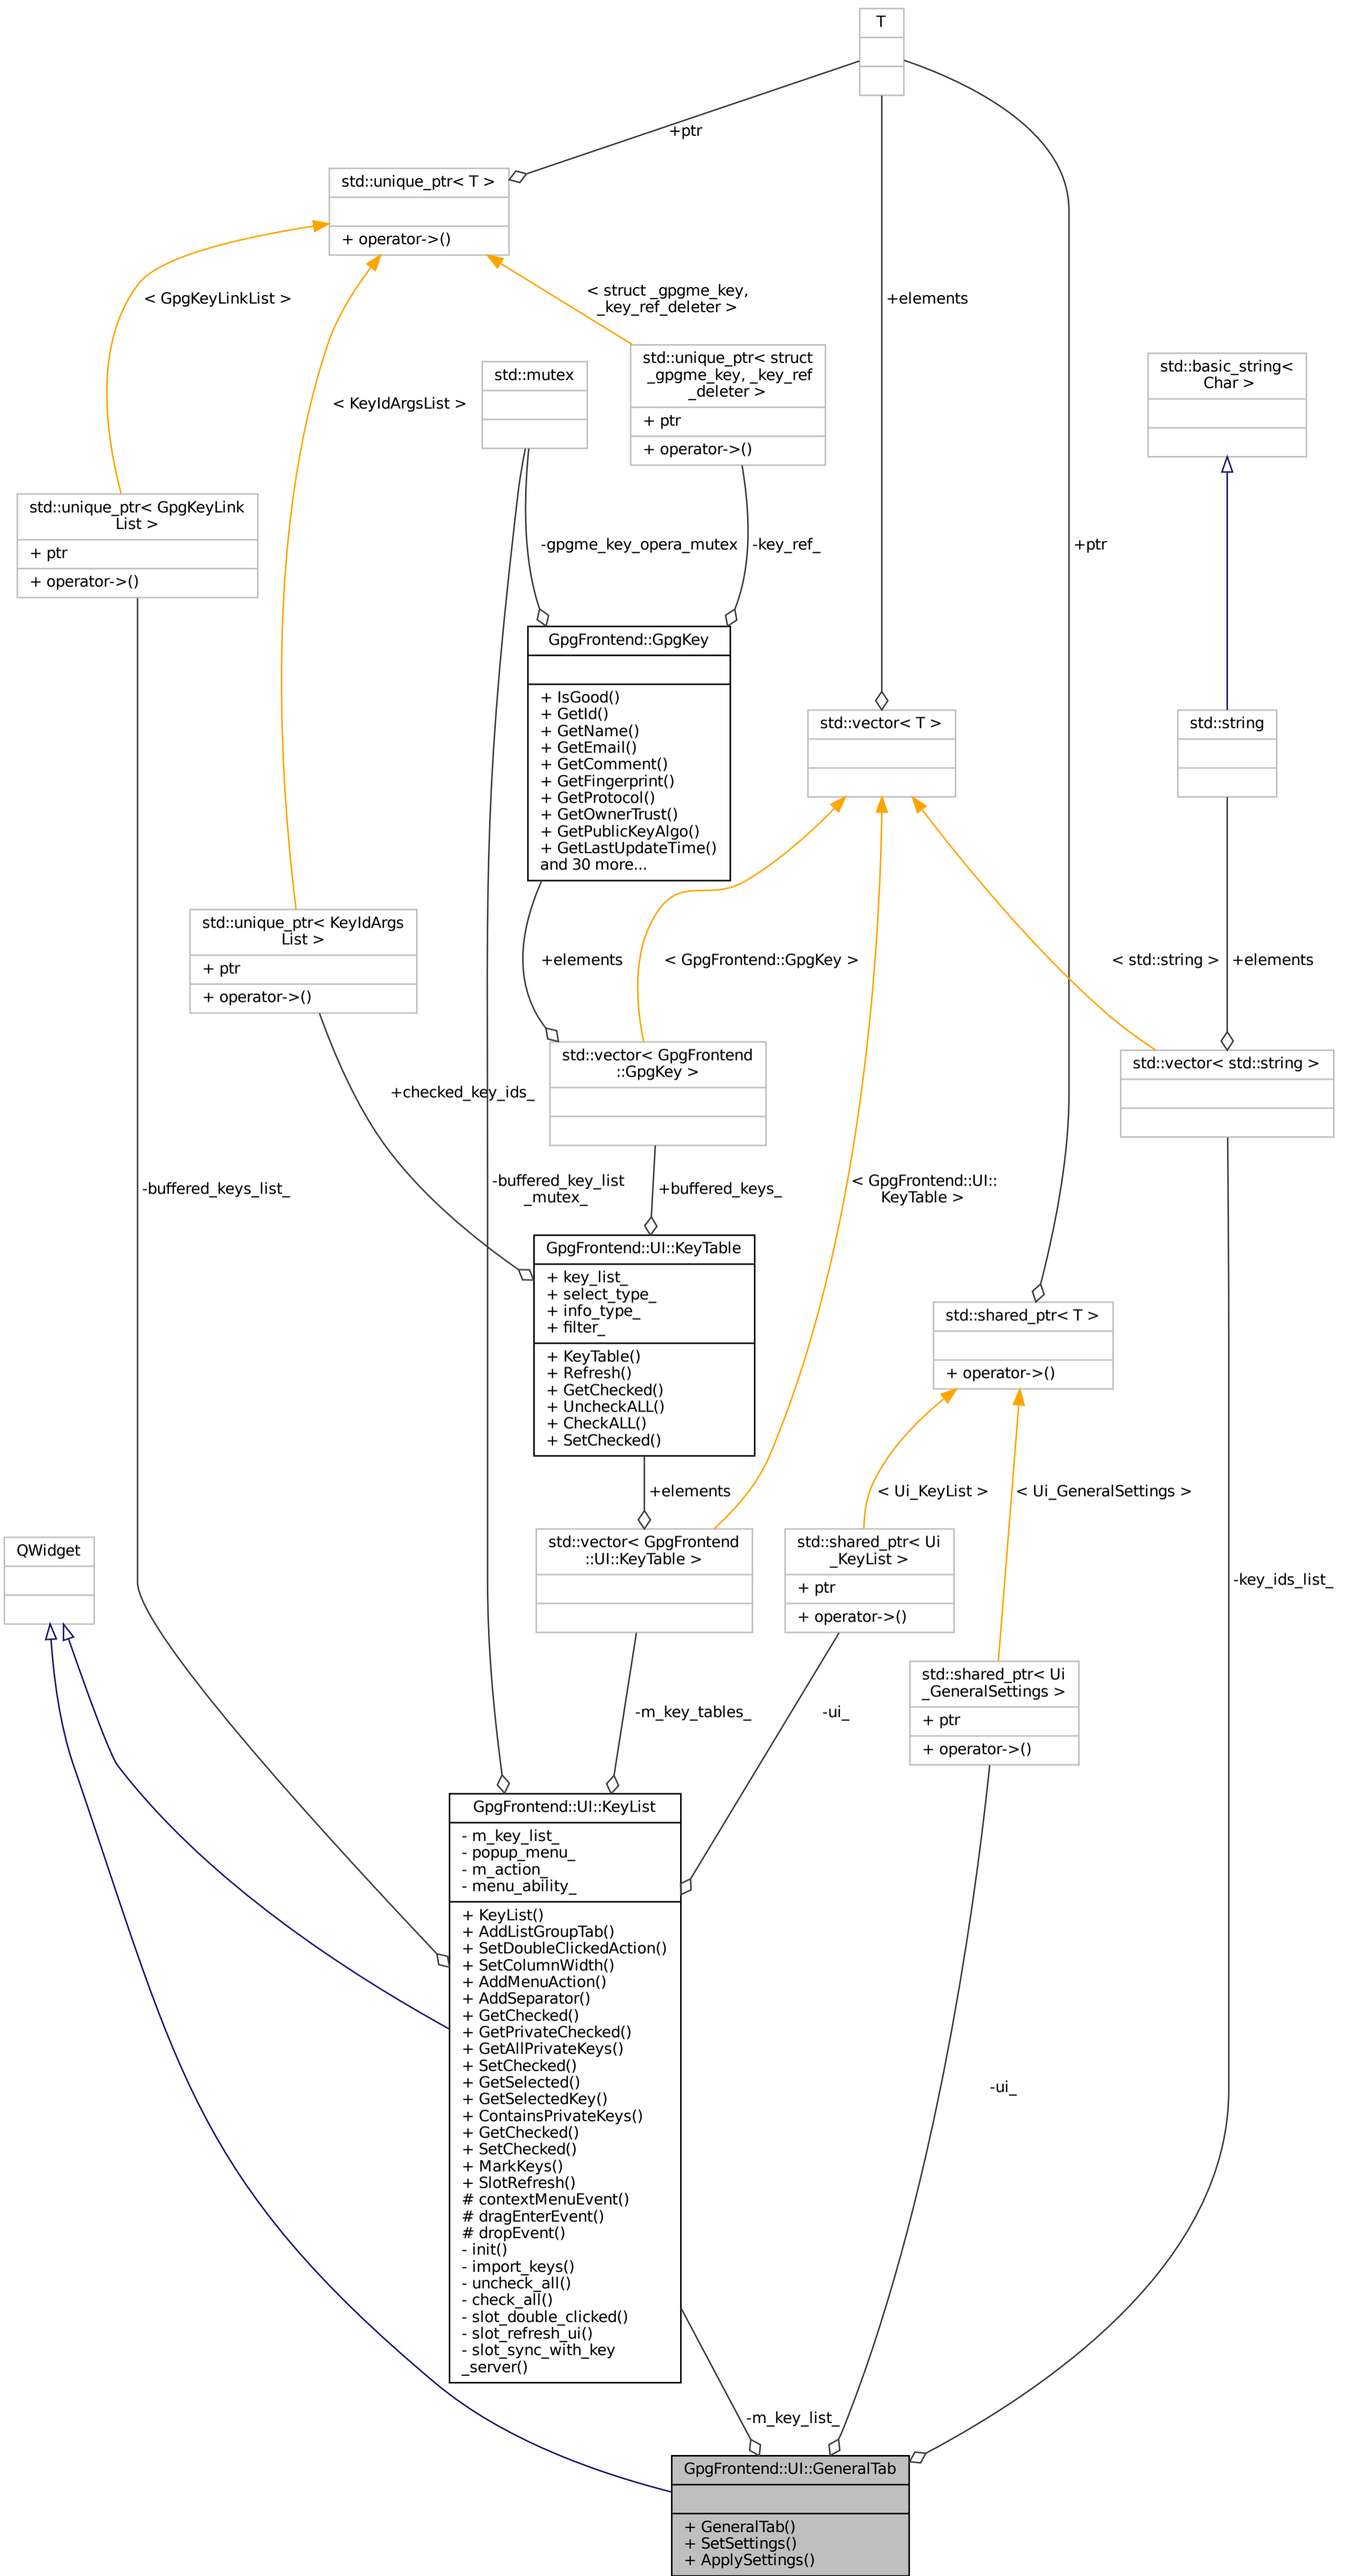 T
+ptr
std::unique_ptr< T >
+ operator->()
< GpgKeyLinkList >
< struct _gpgme_key,
_key_ref_deleter >
+elements
std::mutex
std::unique_ptr< struct
_gpgme_key, _key_ref
_deleter >
+ ptr
+ operator->()
std::basic_string<
Char >
< KeyIdArgsList >
std::unique_ptr< GpgKeyLink
List >
+ ptr
+ operator->()
-gpgme_key_opera_mutex
-key_ref_
+ptr
GpgFrontend::GpgKey
+ IsGood()
+ GetId()
+ GetName()
+ GetEmail()
+ GetComment()
+ GetFingerprint()
+ GetProtocol()
+ GetOwnerTrust()
+ GetPublicKeyAlgo()
+ GetLastUpdateTime()
and 30 more...
std::vector< T >
std::string
std::unique_ptr< KeyIdArgs
List >
+ ptr
+ operator->()
+elements
< GpgFrontend::GpgKey >
< std::string >
+elements
std::vector< GpgFrontend
::GpgKey >
std::vector< std::string >
+checked_key_ids_
-buffered_keys_list_
-buffered_key_list
_mutex_
+buffered_keys_
< GpgFrontend::UI::
KeyTable >
GpgFrontend::UI::KeyTable
+ key_list_
+ select_type_
+ info_type_
+ filter_
+ KeyTable()
+ Refresh()
+ GetChecked()
+ UncheckALL()
+ CheckALL()
+ SetChecked()
std::shared_ptr< T >
+ operator->()
+elements
< Ui_KeyList >
< Ui_GeneralSettings >
QWidget
std::vector< GpgFrontend
::UI::KeyTable >
std::shared_ptr< Ui
_KeyList >
+ ptr
+ operator->()
-key_ids_list_
std::shared_ptr< Ui
_GeneralSettings >
+ ptr
+ operator->()
-m_key_tables_
-ui_
GpgFrontend::UI::KeyList
- m_key_list_
- popup_menu_
- m_action_
- menu_ability_
+ KeyList()
+ AddListGroupTab()
+ SetDoubleClickedAction()
+ SetColumnWidth()
+ AddMenuAction()
+ AddSeparator()
+ GetChecked()
+ GetPrivateChecked()
+ GetAllPrivateKeys()
+ SetChecked()
+ GetSelected()
+ GetSelectedKey()
+ ContainsPrivateKeys()
+ GetChecked()
+ SetChecked()
+ MarkKeys()
+ SlotRefresh()
# contextMenuEvent()
# dragEnterEvent()
# dropEvent()
- init()
- import_keys()
- uncheck_all()
- check_all()
- slot_double_clicked()
- slot_refresh_ui()
- slot_sync_with_key
_server()
-ui_
-m_key_list_
GpgFrontend::UI::GeneralTab
+ GeneralTab()
+ SetSettings()
+ ApplySettings()